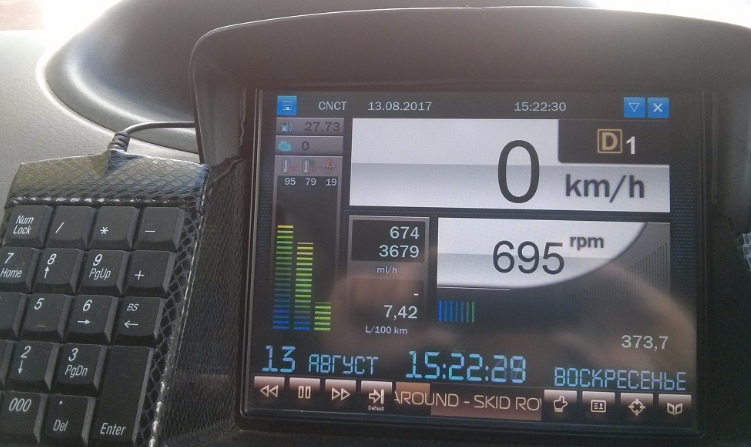 CNCT 13.08.2017 15:22:30
27.73
0
95 79 19
0 km/h
D 1
674
3679
ml/h
-
7,42
L/100 km
695 rpm
373,7
13 АВГУСТ 15:22:28 ВОСКРЕСЕНЬЕ
Default
AROUND - SKID RO
Num Lock / * -
7 Home 8 ↑ 9 PgUp +
5 6 → BS ←
2 ↓ 3 PgDn
000 . Del Enter